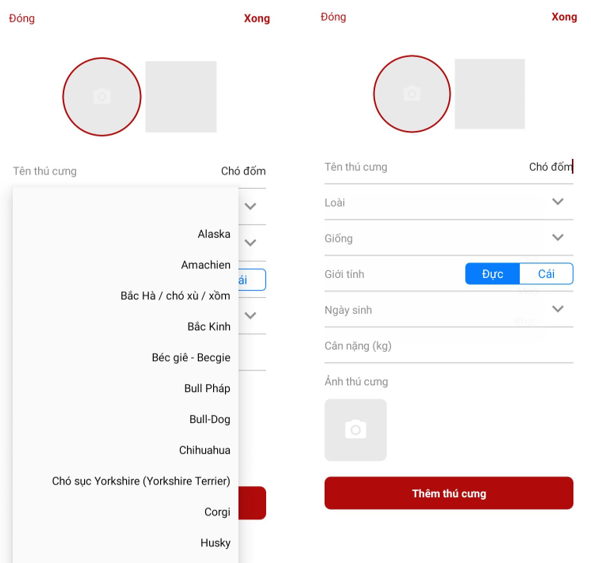 Đóng
Xong
Tên thú cưng
Chó đốm
Alaska
Amachien
Bắc Hà / chó xù / xồm
Bắc Kinh
ái
Béc giê - Becgie
Bull Pháp
Bull-Dog
Chihuahua
Chó sục Yorkshire (Yorkshire Terrier)
Corgi
Husky
Đóng
Xong
Tên thú cưng
Chó đốm
Loài
Giống
Giới tính
Đực
Cái
Ngày sinh
Cân nặng (kg)
Ảnh thú cưng
Thêm thú cưng